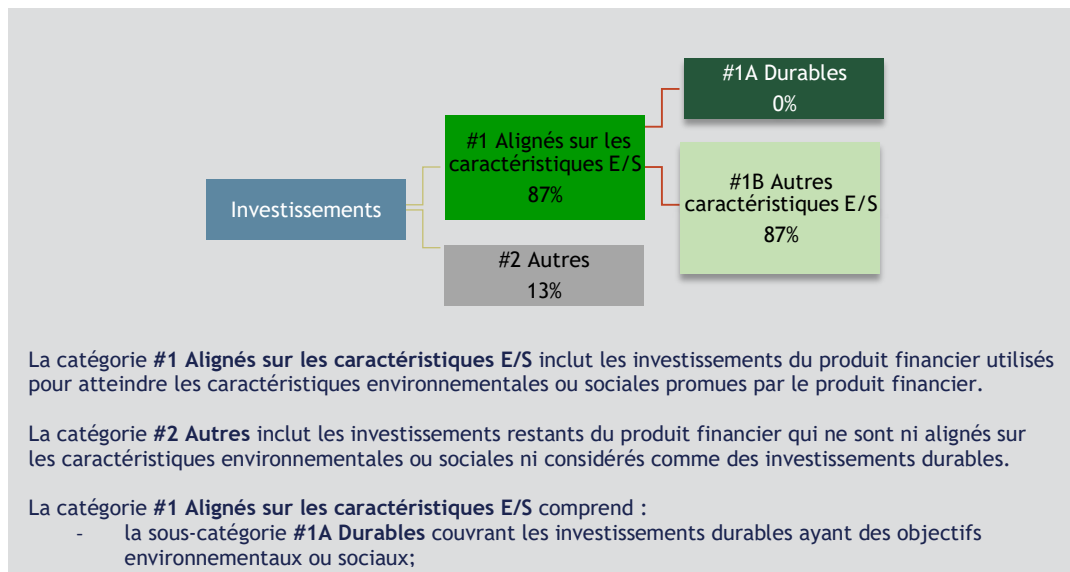 #1A Durables
0%
#1 Alignés sur les
caractéristiques E/S
87%
#1B Autres
caractéristiques E/S
87%
Investissements
#2 Autres
13%
La catégorie #1 Alignés sur les caractéristiques E/S inclut les investissements du produit financier utilisés
pour atteindre les caractéristiques environnementales ou sociales promues par le produit financier.
La catégorie #2 Autres inclut les investissements restants du produit financier qui ne sont ni alignés sur
les caractéristiques environnementales ou sociales ni considérés comme des investissements durables.
La catégorie #1 Alignés sur les caractéristiques E/S comprend :
- la sous-catégorie #1A Durables couvrant les investissements durables ayant des objectifs
environnementaux ou sociaux;